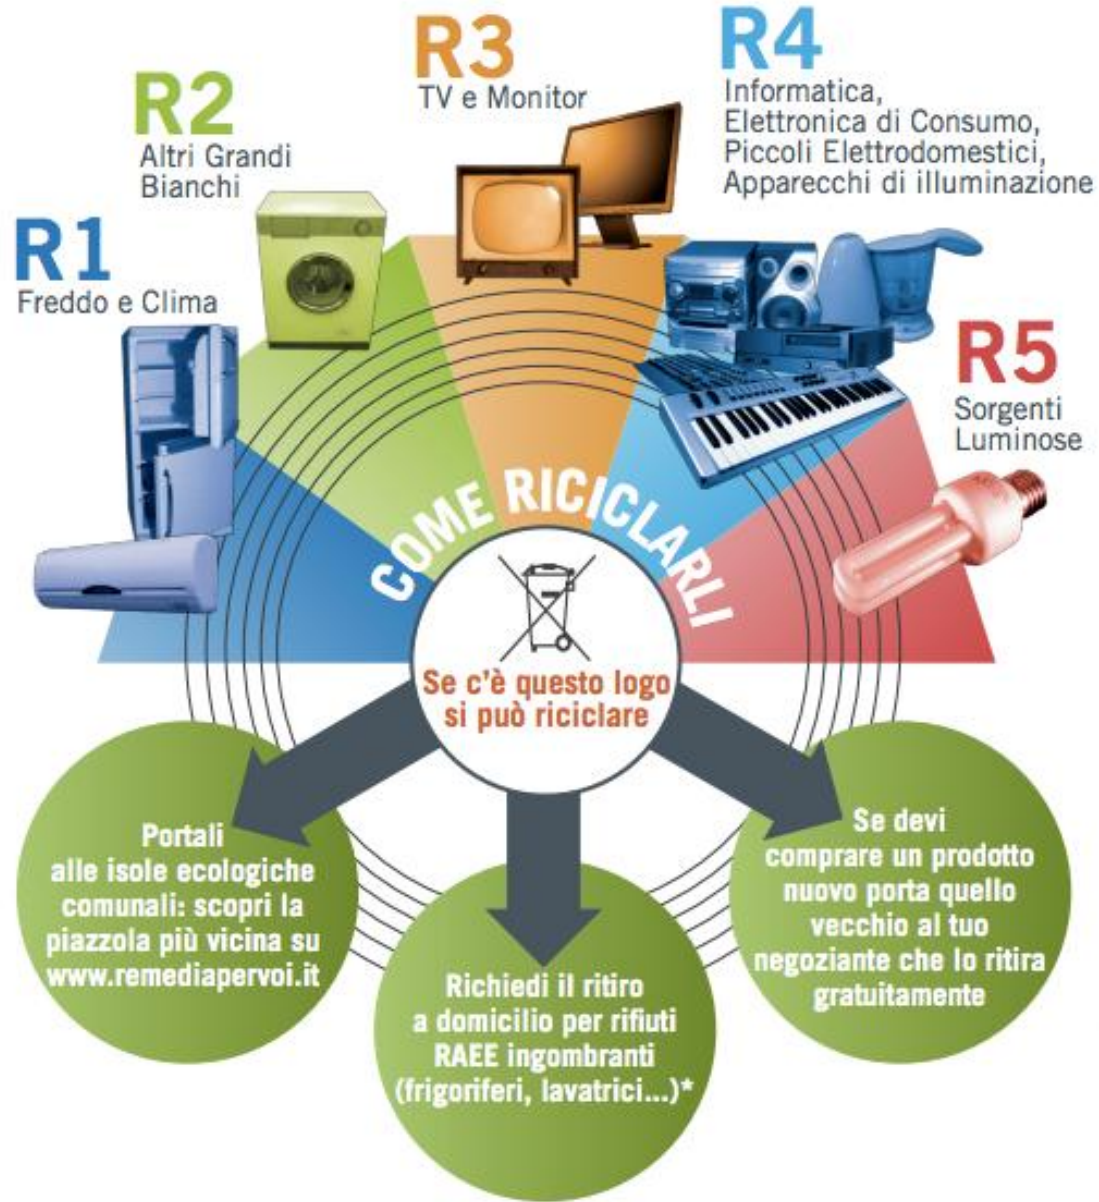 R1
Freddo e Clima
R2
Altri Grandi
Bianchi
R3
TV e Monitor
R4
Informatica,
Elettronica di Consumo,
Piccoli Elettrodomestici,
Apparecchi di illuminazione
R5
Sorgenti
Luminose
COME RICICLARLI
Se c'è questo logo
si può riciclare
Portali
alle isole ecologiche
comunali: scopri la
piazzola più vicina su
www.remediapervoi.it
Richiedi il ritiro
a domicilio per rifiuti
RAEE ingombranti
(frigoriferi, lavatrici...)*
Se devi
comprare un prodotto
nuovo porta quello
vecchio al tuo
negoziante che lo ritira
gratuitamente